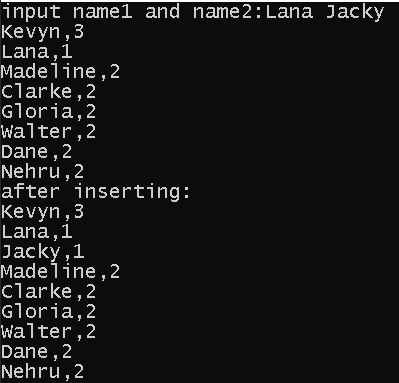 input name1 and name2:Lana Jacky
Kevyn,3
Lana,1
Madeline,2
Clarke,2
Gloria,2
Walter,2
Dane,2
Nehru,2
after inserting:
Kevyn,3
Lana,1
Jacky,1
Madeline,2
Clarke,2
Gloria,2
Walter,2
Dane,2
Nehru,2